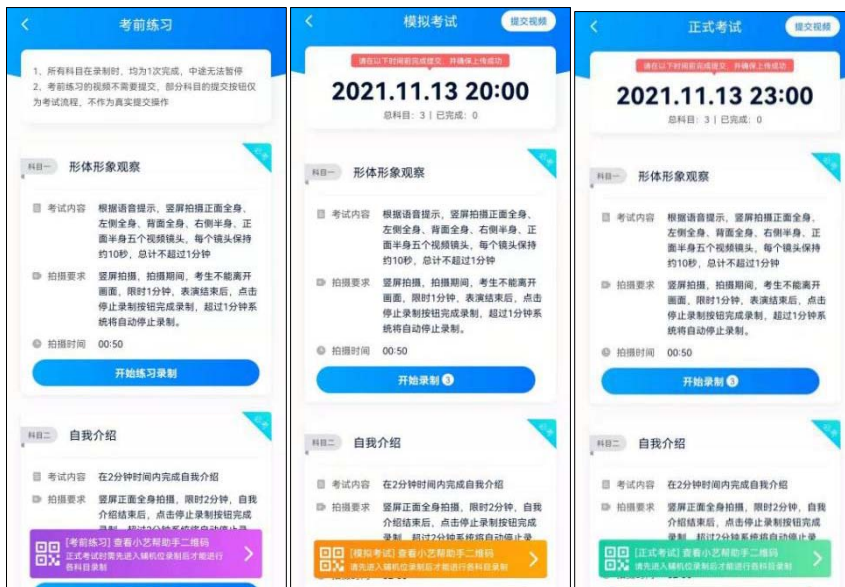 考前练习
1、所有科目在录制时，均为1次完成，中途无法暂停
2、考前练习的视频不需要提交，部分科目的提交按钮仅
为考试流程，不作为真实提交操作
必考
科目一
形体形象观察
考试内容
根据语音提示，竖屏拍摄正面全身、
左侧全身、背面全身、右侧半身、正
面半身五个视频镜头，每个镜头保持
约10秒，总计不超过1分钟
拍摄要求
竖屏拍摄，拍摄期间，考生不能离开
画面，限时1分钟，表演结束后，点击
停止录制按钮完成录制，超过1分钟系
统将自动停止录制。
拍摄时间
00:50
开始练习录制
必考
科目二
自我介绍
考试内容
在2分钟时间内完成自我介绍
拍摄要求
竖屏正面全身拍摄，限时2分钟，自我
介绍结束后，点击停止录制按钮完成
[考前练习] 查看小艺帮助手二维码
正式考试时需先进入辅机位录制后才能进行
各科目录制
模拟考试
提交视频
请在以下时间前完成提交，并确保上传成功
2021.11.13 20:00
总科目：3 | 已完成：0
必考
科目一
形体形象观察
考试内容
根据语音提示，竖屏拍摄正面全身、
左侧全身、背面全身、右侧半身、正
面半身五个视频镜头，每个镜头保持
约10秒，总计不超过1分钟
拍摄要求
竖屏拍摄，拍摄期间，考生不能离开
画面，限时1分钟，表演结束后，点击
停止录制按钮完成录制，超过1分钟系
统将自动停止录制。
拍摄时间
00:50
开始录制 3
必考
科目二
自我介绍
考试内容
在2分钟时间内完成自我介绍
拍摄要求
竖屏正面全身拍摄，限时2分钟，自我
介绍结束后，点击停止录制按钮完成
录制，超过2分钟系统将自动停止录
[模拟考试] 查看小艺帮助手二维码
请先进入辅机位录制后才能进行各科目录制
正式考试
提交视频
请在以下时间前完成提交，并确保上传成功
2021.11.13 23:00
总科目：3 | 已完成：0
必考
科目一
形体形象观察
考试内容
根据语音提示，竖屏拍摄正面全身、
左侧全身、背面全身、右侧半身、正
面半身五个视频镜头，每个镜头保持
约10秒，总计不超过1分钟
拍摄要求
竖屏拍摄，拍摄期间，考生不能离开
画面，限时1分钟，表演结束后，点击
停止录制按钮完成录制，超过1分钟系
统将自动停止录制。
拍摄时间
00:50
开始录制 3
必考
科目二
自我介绍
考试内容
在2分钟时间内完成自我介绍
拍摄要求
竖屏正面全身拍摄，限时2分钟，自我
介绍结束后，点击停止录制按钮完成
录制，超过2分钟系统将自动停止录
[正式考试] 查看小艺帮助手二维码
请先进入辅机位录制后才能进行各科目录制